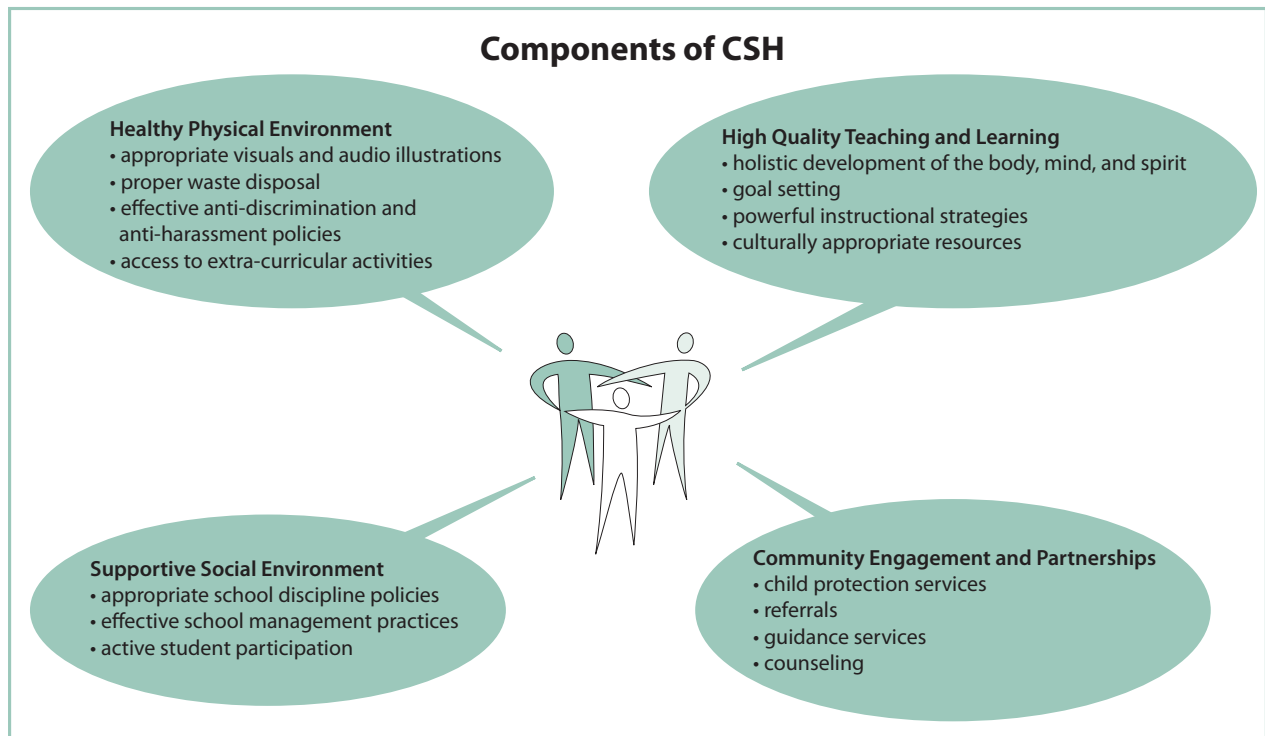 Components of CSH
Healthy Physical Environment
• appropriate visuals and audio illustrations
• proper waste disposal
• effective anti-discrimination and
anti-harassment policies
• access to extra-curricular activities
High Quality Teaching and Learning
• holistic development of the body, mind, and spirit
• goal setting
• powerful instructional strategies
• culturally appropriate resources
Supportive Social Environment
• appropriate school discipline policies
• effective school management practices
• active student participation
Community Engagement and Partnerships
• child protection services
• referrals
• guidance services
• counseling